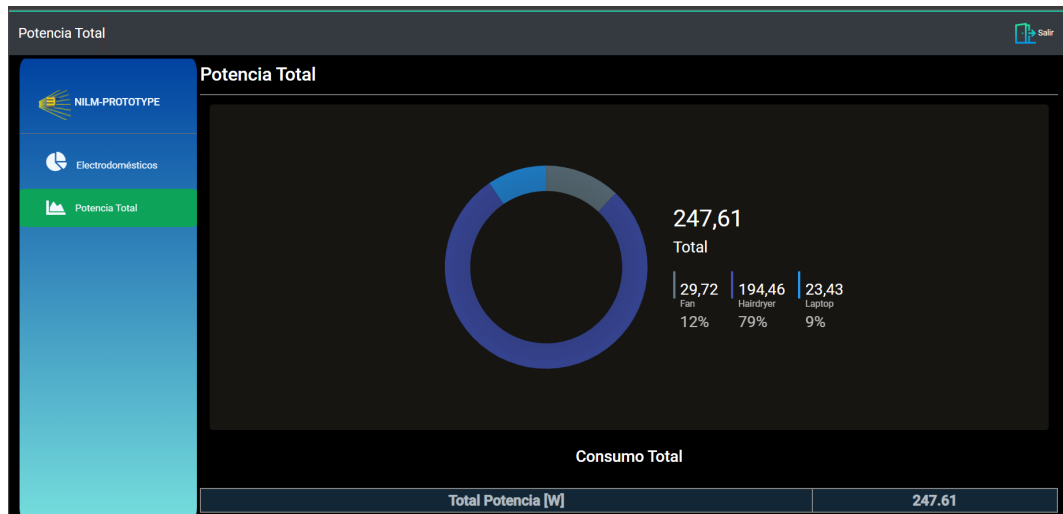 Potencia Total
Salir
NILM-PROTOTYPE
Electrodomésticos
Potencia Total
Potencia Total
247,61
Total
29,72 194,46 23,43
Fan Hairdryer Laptop
12% 79% 9%
Consumo Total
Total Potencia [W] 247.61